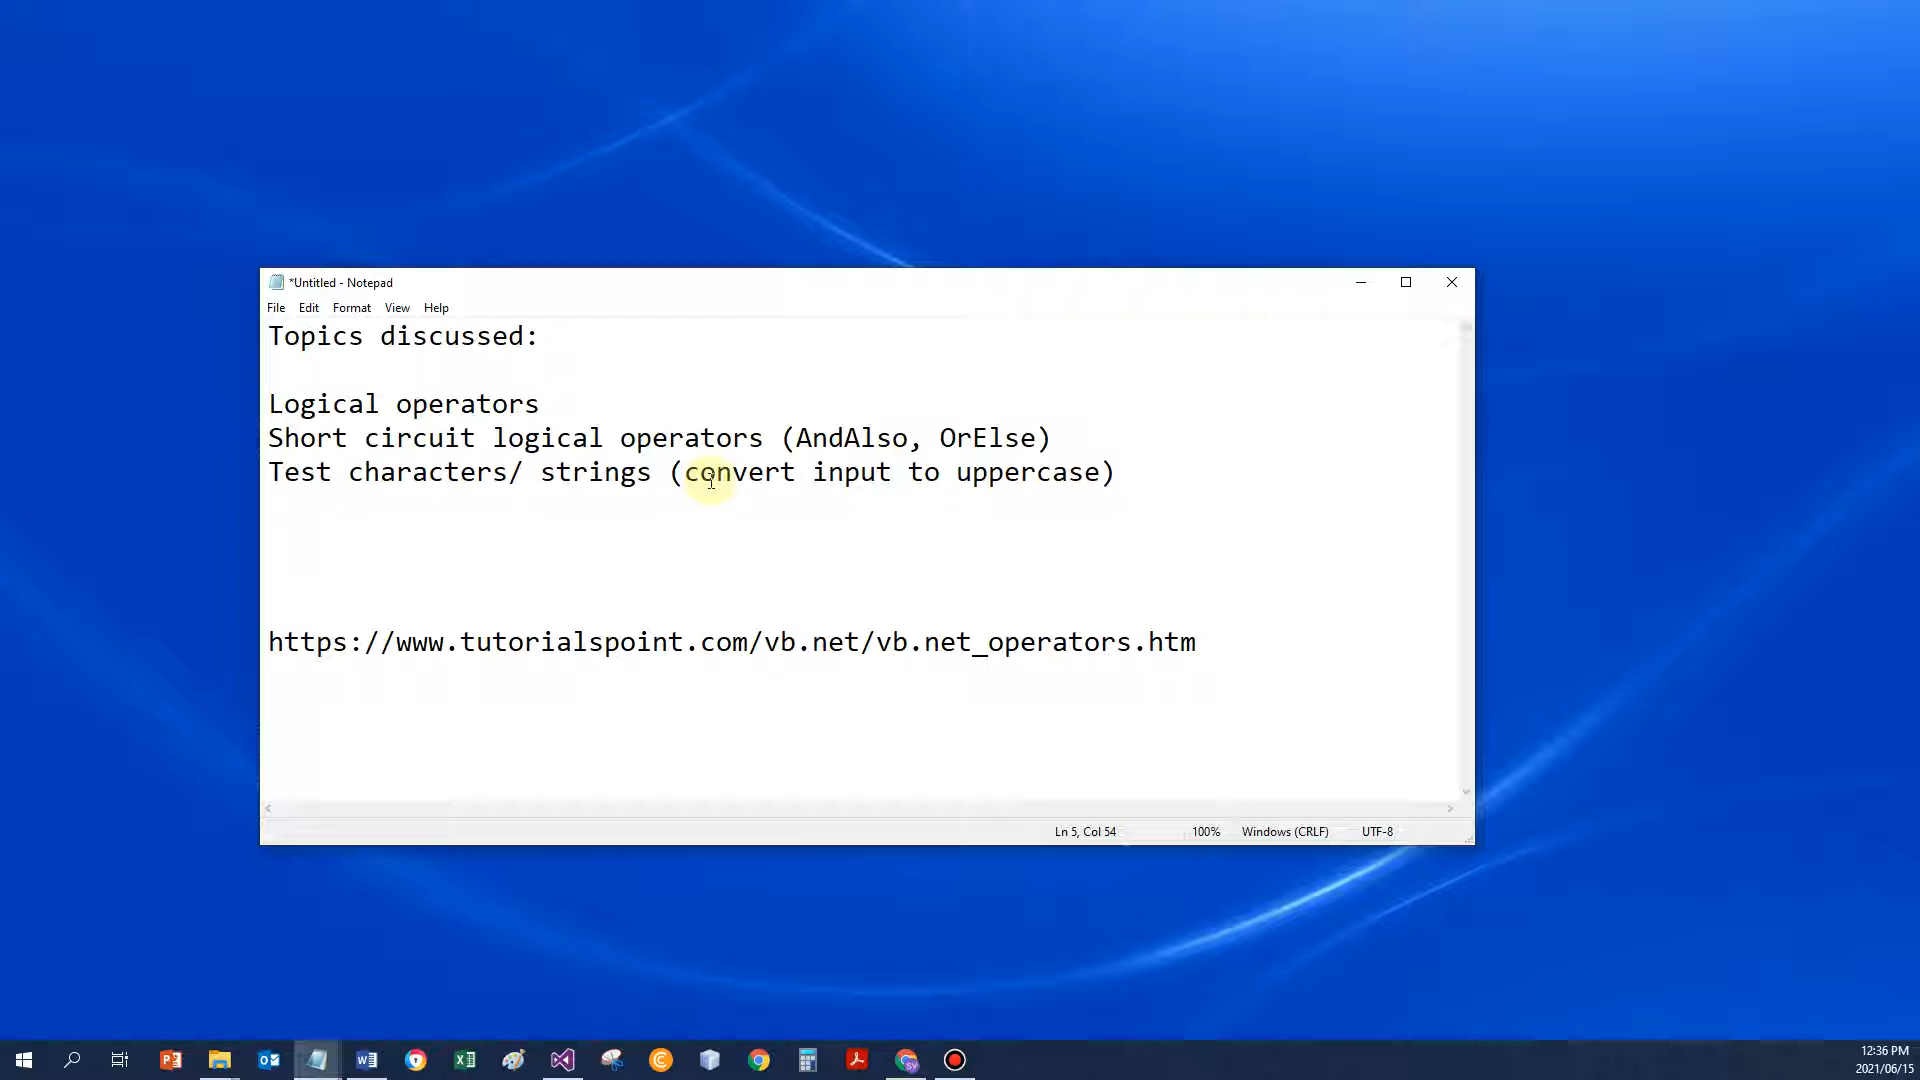 *Untitled - Notepad
File Edit Format View Help
Topics discussed:
Logical operators
Short circuit logical operators (AndAlso, OrElse)
Test characters/ strings (convert input to uppercase)
https://www.tutorialspoint.com/vb.net/vb.net_operators.htm
Ln 5, Col 54 100% Windows (CRLF) UTF-8
12:36 PM
2021/06/15